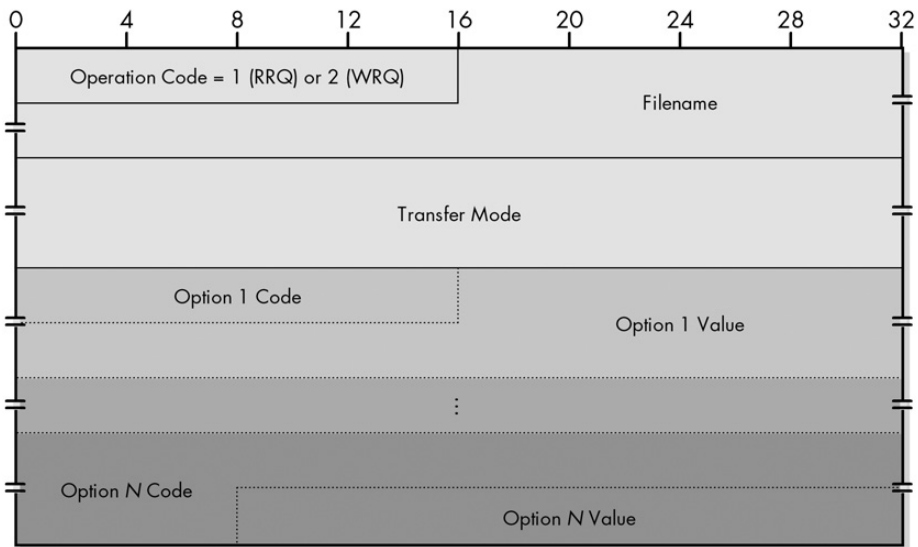 0 4 8 12 16 20 24 28 32
Operation Code = 1 (RRQ) or 2 (WRQ)
Filename
Transfer Mode
Option 1 Code
Option 1 Value
⋮
Option N Code
Option N Value